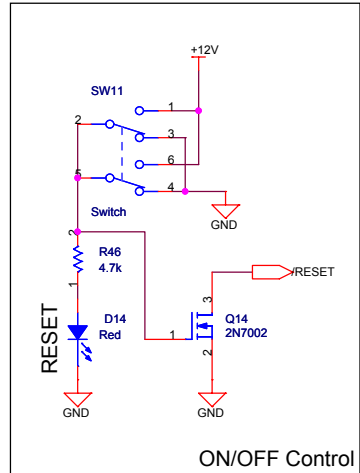 +12V
SW11
1
2
3
6
5
4
Switch
GND
2
R46
4.7k
/RESET
1
3
RESET
D14
Red
Q14
2N7002
1
2
GND
GND
ON/OFF Control